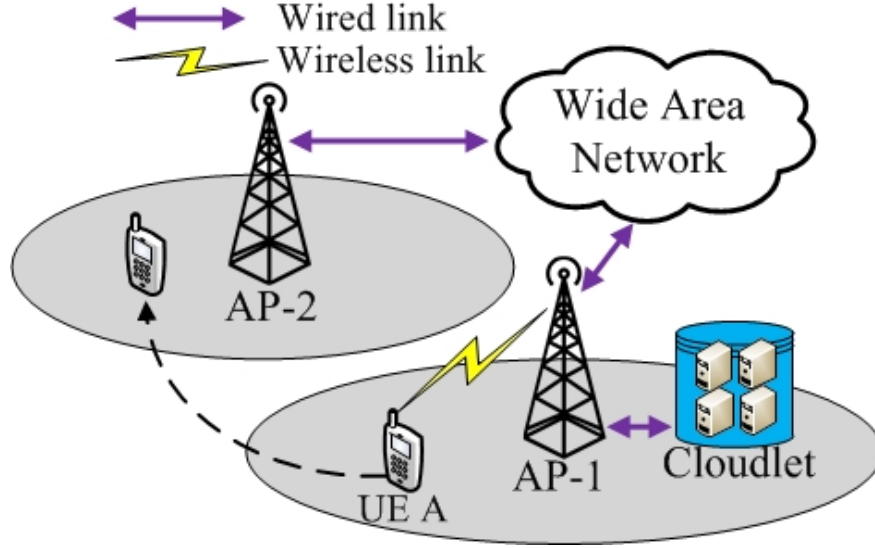 Wired link
Wireless link
Wide Area
Network
AP-2
AP-1
Cloudlet
UE A